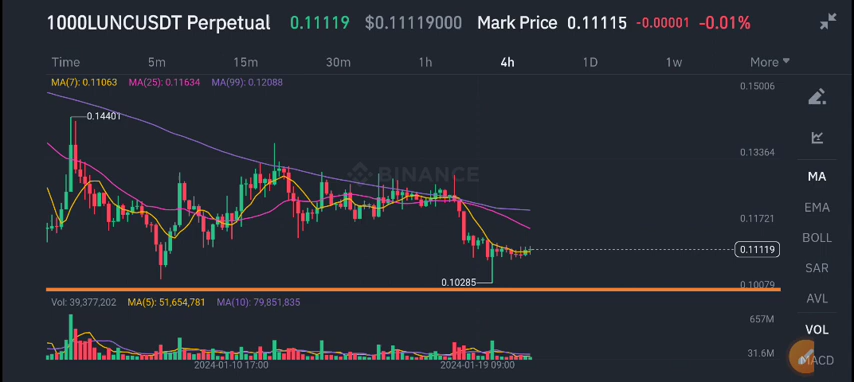 1000LUNCUSDT Perpetual 0.11119 $0.11119000 Mark Price 0.11115 -0.00001 -0.01%
Time 5m 15m 30m 1h 4h 1D 1w More
MA(7): 0.11063 MA(25): 0.11634 MA(99): 0.12088
0.15006
0.14401
0.13364
BINANCE
MA
EMA
0.11721
BOLL
0.11119
SAR
0.10285
0.10079
AVL
Vol: 39,377,202 MA(5): 51,654,781 MA(10): 79,851,835
657M
VOL
31.6M
MACD
2024-01-10 17:00 2024-01-19 09:00